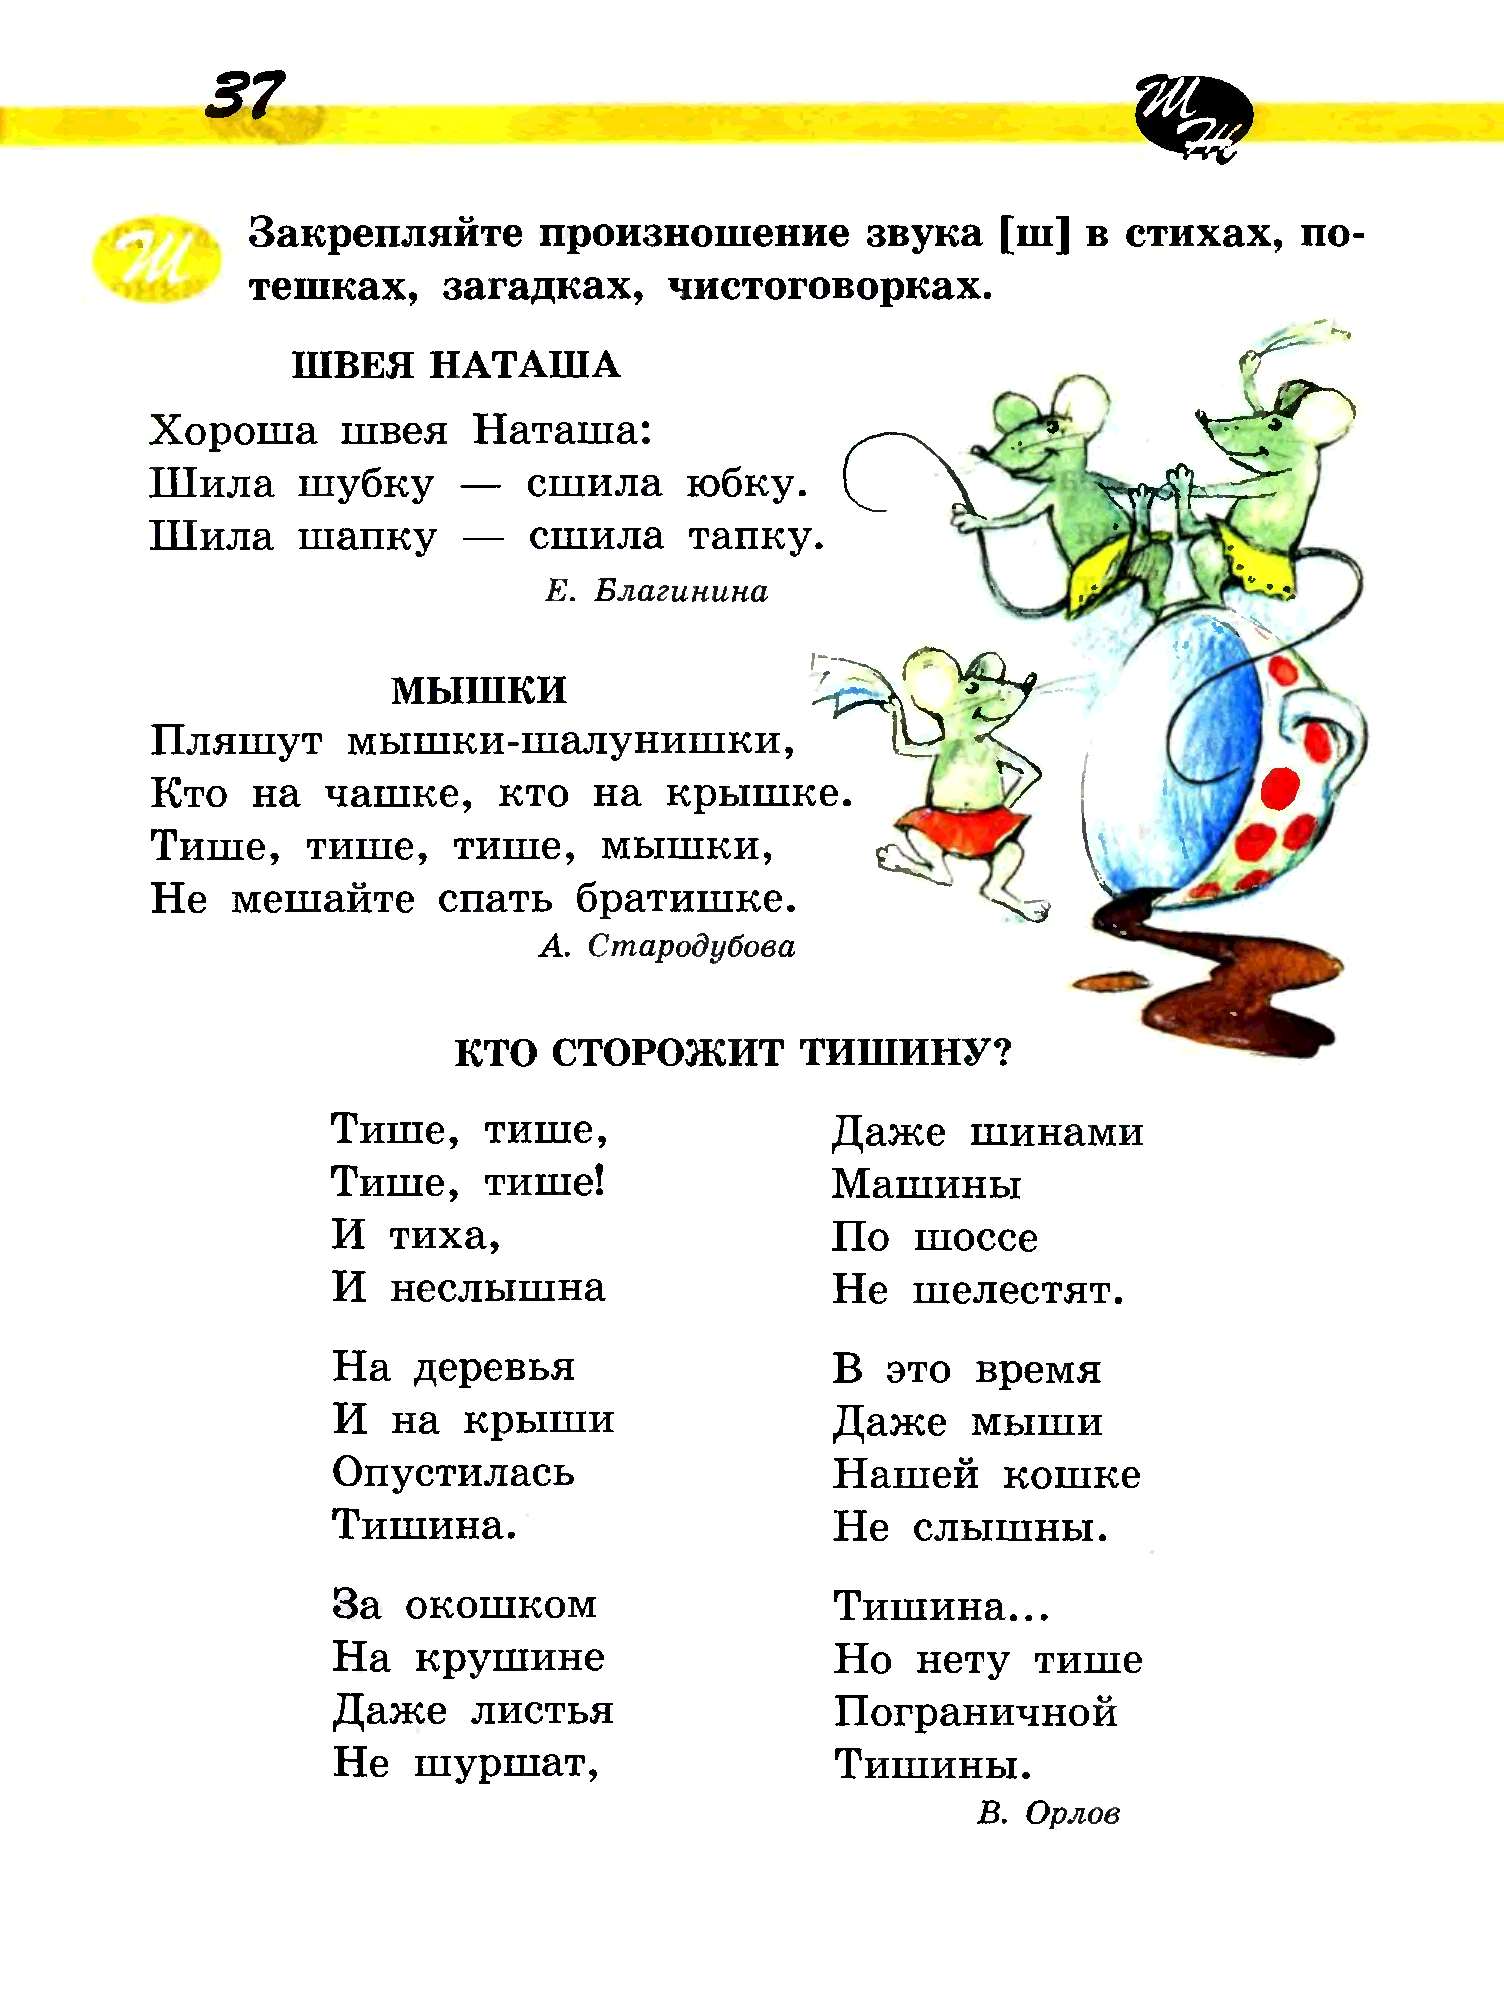 37
Ш
Ж
Ш
Закрепляйте произношение звука [ш] в стихах, по-
тешках, загадках, чистоговорках.
ШВЕЯ НАТАША
Хороша швея Наташа:
Шила шубку — сшила юбку.
Шила шапку — сшила тапку.
Е. Благинина
МЫШКИ
Пляшут мышки-шалунишки,
Кто на чашке, кто на крышке.
Тише, тише, тише, мышки,
Не мешайте спать братишке.
А. Стародубова
КТО СТОРОЖИТ ТИШИНУ?
Тише, тише,
Тише, тише!
И тиха,
И неслышна
На деревья
И на крыши
Опустилась
Тишина.
За окошком
На крушине
Даже листья
Не шуршат,
Даже шинами
Машины
По шоссе
Не шелестят.
В это время
Даже мыши
Нашей кошке
Не слышны.
Тишина...
Но нету тише
Пограничной
Тишины.
В. Орлов